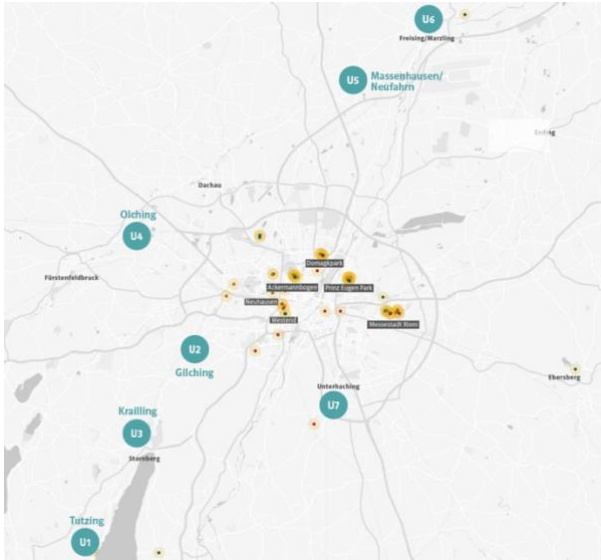 U6
Freising/Marzling
U5
Massenhausen/
Neufahrn
Erding
Dachau
Olching
U4
Domagkpark
Fürstenfeldbruck
Ackermannbogen
Prinz Eugen Park
Neuhausen
Westend
Messestadt Riem
U2
Gilching
Ebersberg
Unterhaching
U7
Krailling
U3
Starnberg
Tutzing
U1